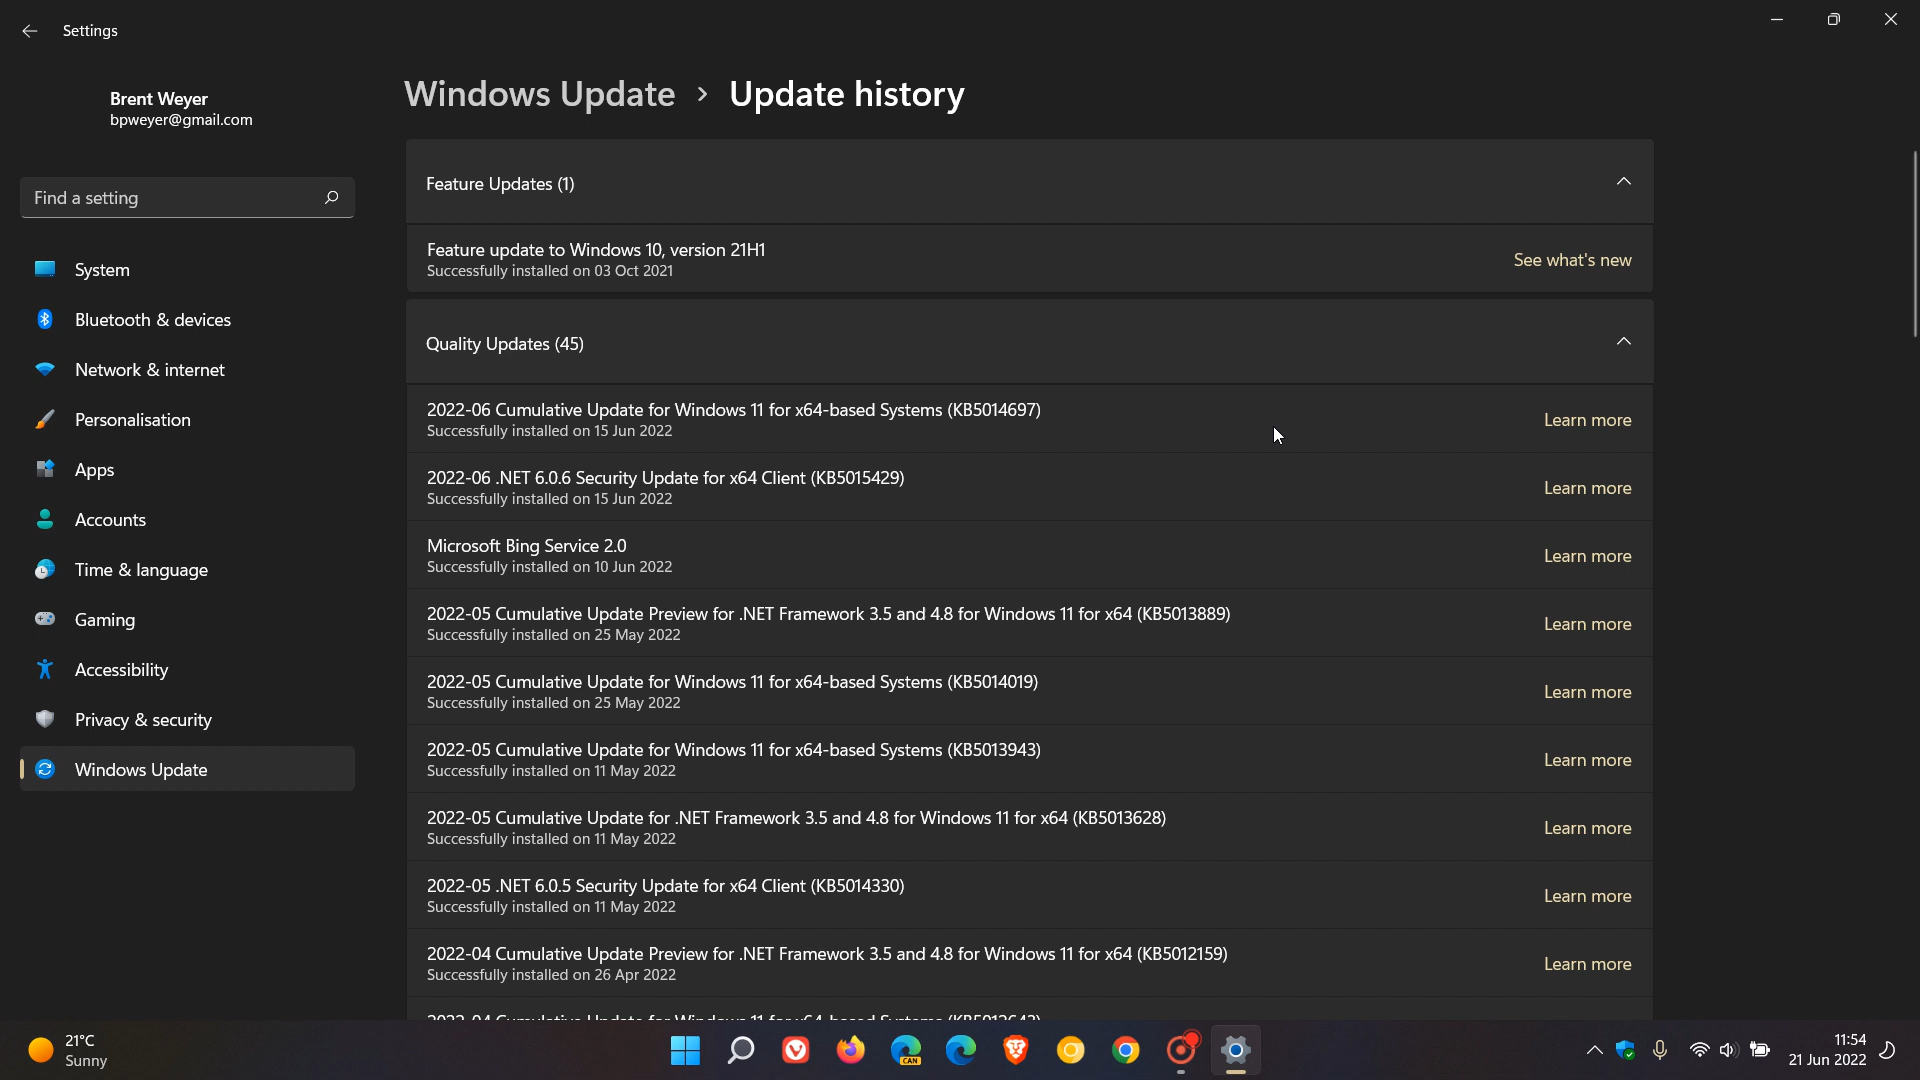 Settings
Brent Weyer
bpweyer@gmail.com
Find a setting
System
Bluetooth & devices
Network & internet
Personalisation
Apps
Accounts
Time & language
Gaming
Accessibility
Privacy & security
Windows Update
Windows Update > Update history
Feature Updates (1)
Feature update to Windows 10, version 21H1
Successfully installed on 03 Oct 2021
See what's new
Quality Updates (45)
2022-06 Cumulative Update for Windows 11 for x64-based Systems (KB5014697)
Successfully installed on 15 Jun 2022
Learn more
2022-06 .NET 6.0.6 Security Update for x64 Client (KB5015429)
Successfully installed on 15 Jun 2022
Learn more
Microsoft Bing Service 2.0
Successfully installed on 10 Jun 2022
Learn more
2022-05 Cumulative Update Preview for .NET Framework 3.5 and 4.8 for Windows 11 for x64 (KB5013889)
Successfully installed on 25 May 2022
Learn more
2022-05 Cumulative Update for Windows 11 for x64-based Systems (KB5014019)
Successfully installed on 25 May 2022
Learn more
2022-05 Cumulative Update for Windows 11 for x64-based Systems (KB5013943)
Successfully installed on 11 May 2022
Learn more
2022-05 Cumulative Update for .NET Framework 3.5 and 4.8 for Windows 11 for x64 (KB5013628)
Successfully installed on 11 May 2022
Learn more
2022-05 .NET 6.0.5 Security Update for x64 Client (KB5014330)
Successfully installed on 11 May 2022
Learn more
2022-04 Cumulative Update Preview for .NET Framework 3.5 and 4.8 for Windows 11 for x64 (KB5012159)
Successfully installed on 26 Apr 2022
Learn more
2022-04 Cumulative Update for Windows 11 for x64-based Systems
21°C
Sunny
CAN
11:54
21 Jun 2022